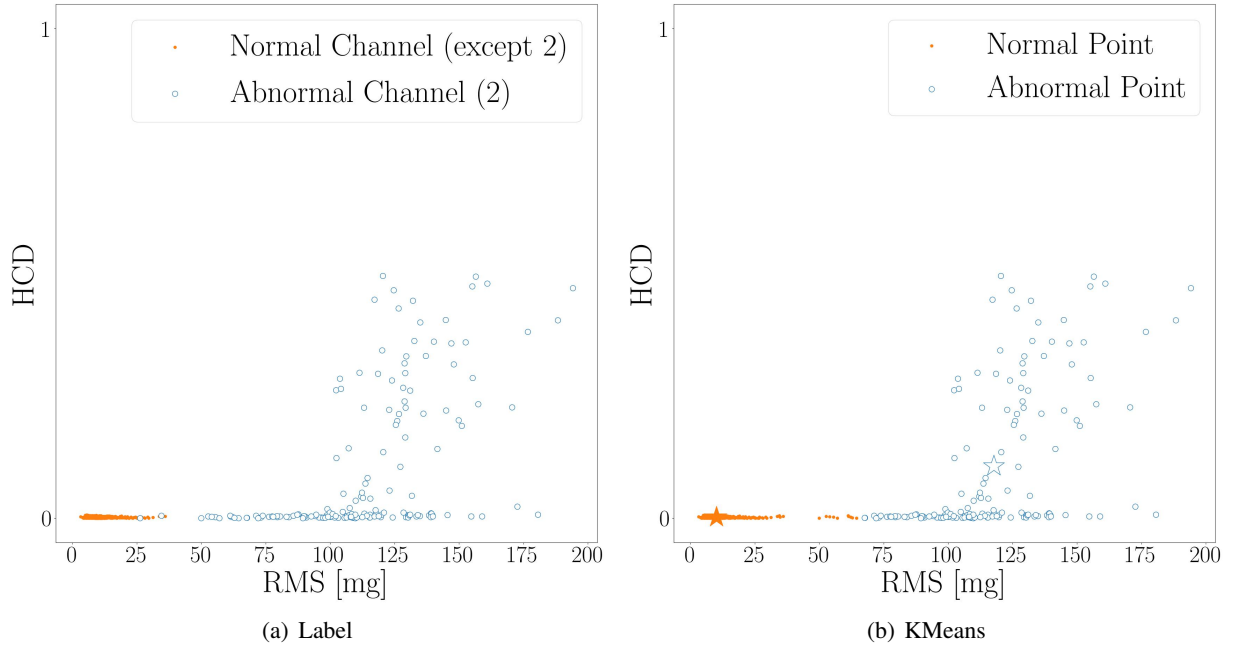 1
Normal Channel (except 2)
Abnormal Channel (2)
HCD
0
0 25 50 75 100 125 150 175 200
RMS [mg]
(a) Label
1
Normal Point
Abnormal Point
HCD
0
0 25 50 75 100 125 150 175 200
RMS [mg]
(b) KMeans